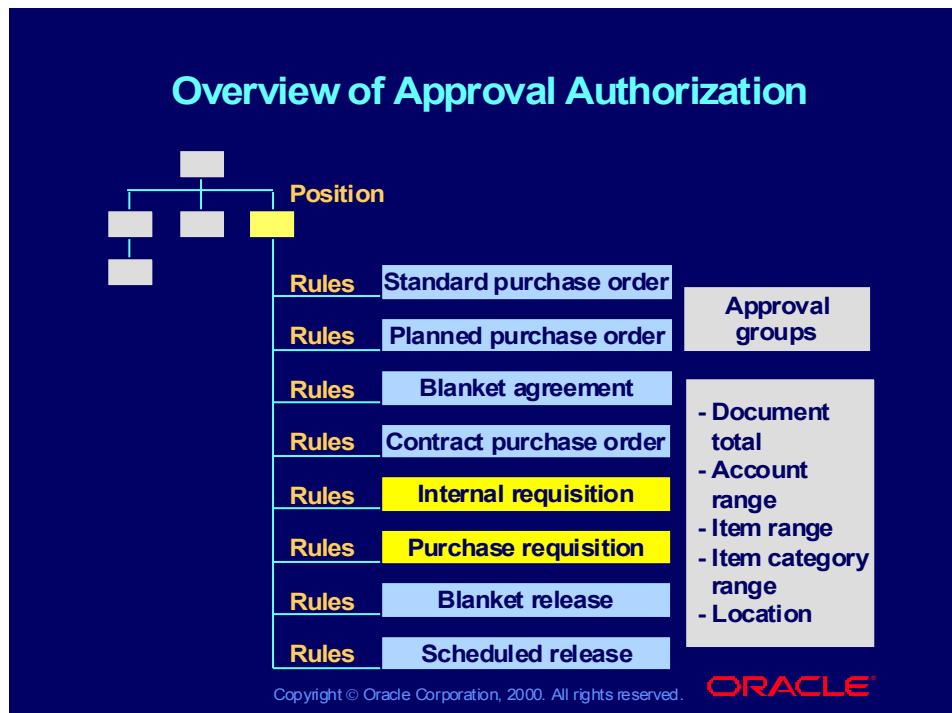 Overview of Approval Authorization
Position
Rules Standard purchase order
Rules Planned purchase order
Rules Blanket agreement
Rules Contract purchase order
Rules Internal requisition
Rules Purchase requisition
Rules Blanket release
Rules Scheduled release
Approval
groups
- Document
total
- Account
range
- Item range
- Item category
range
- Location
Copyright © Oracle Corporation, 2000. All rights reserved.
ORACLE®